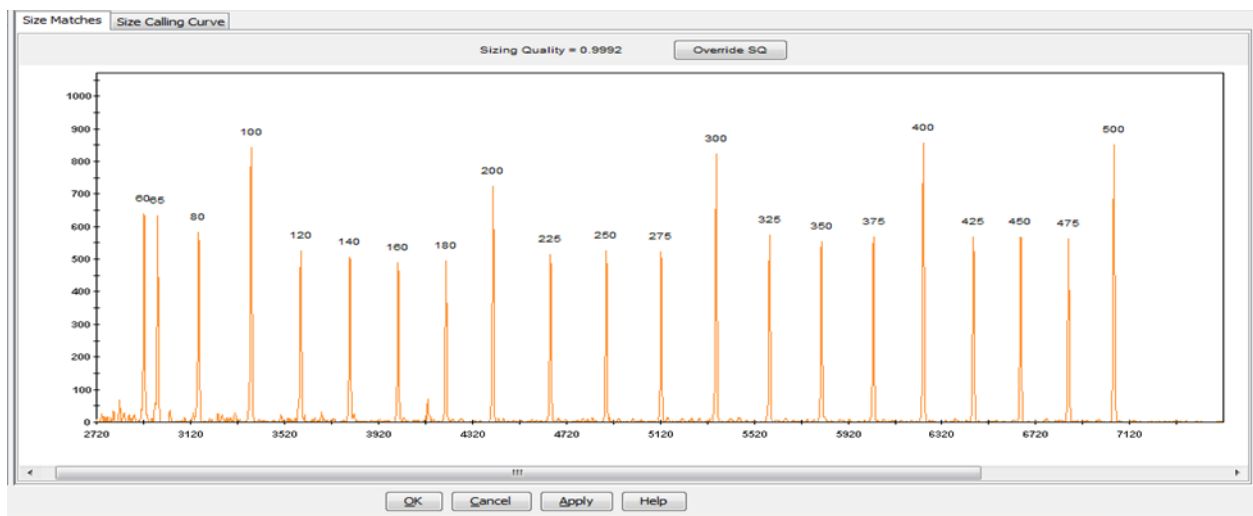 Size Matches Size Calling Curve
Sizing Quality = 0.9992 Override SQ
1000
900
800
700
600
500
400
300
200
100
0
60 65 80 100 120 140 160 180 200 225 250 275 300 325 350 375 400 425 450 475 500
2720 3120 3520 3920 4320 4720 5120 5520 5920 6320 6720 7120
OK Cancel Apply Help